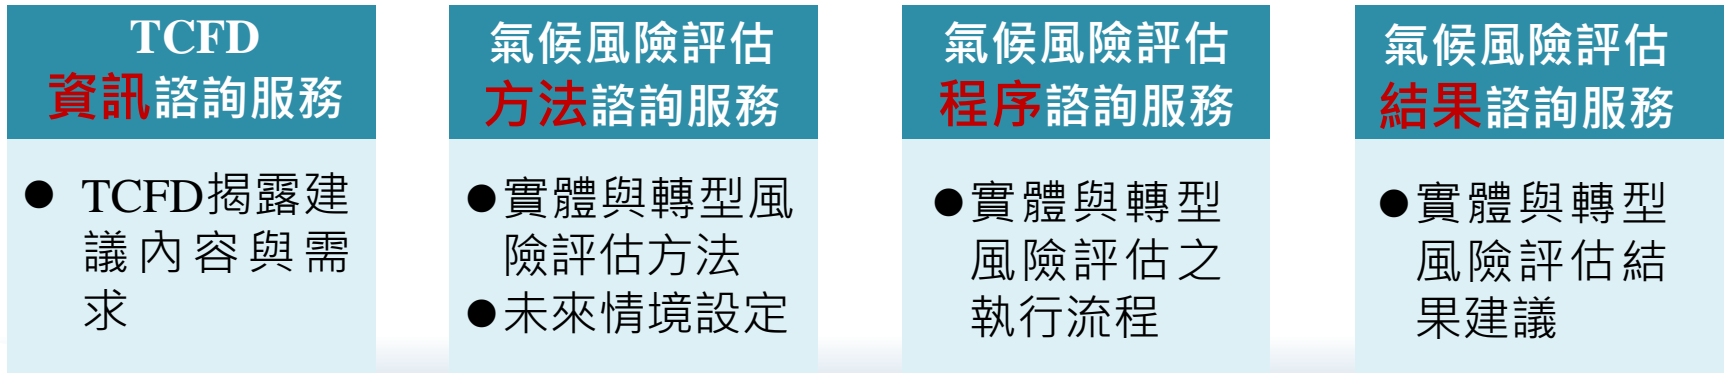 TCFD
資訊諮詢服務
● TCFD揭露建
議內容與需
求
氣候風險評估
方法諮詢服務
●實體與轉型風
險評估方法
●未來情境設定
氣候風險評估
程序諮詢服務
●實體與轉型
風險評估之
執行流程
氣候風險評估
結果諮詢服務
●實體與轉型
風險評估結
果建議